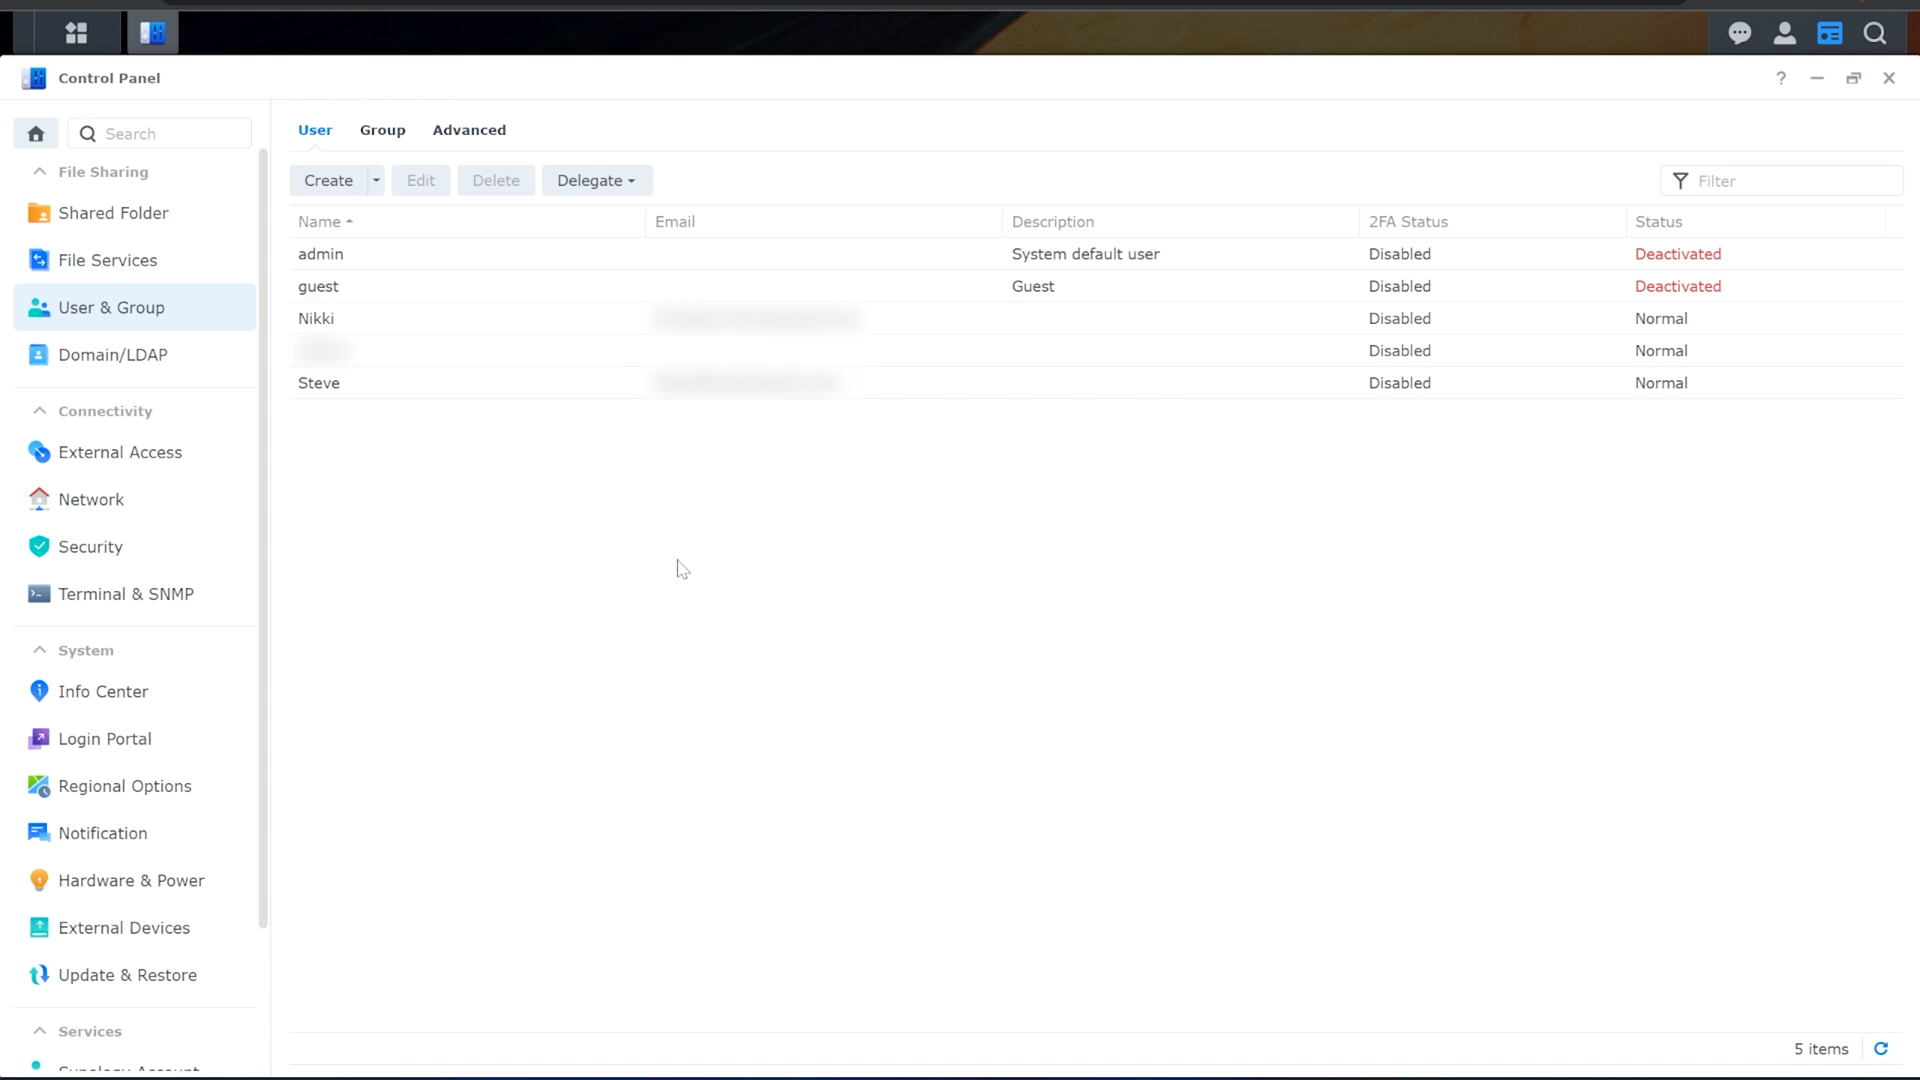 Control Panel
Search
File Sharing
Shared Folder
File Services
User & Group
Domain/LDAP
Connectivity
External Access
Network
Security
Terminal & SNMP
System
Info Center
Login Portal
Regional Options
Notification
Hardware & Power
External Devices
Update & Restore
Services
User Group Advanced
Create Edit Delete Delegate Filter
Name Email Description 2FA Status Status
admin System default user Disabled Deactivated
guest Guest Disabled Deactivated
Nikki Disabled Normal
Disabled Normal
Steve Disabled Normal
5 items